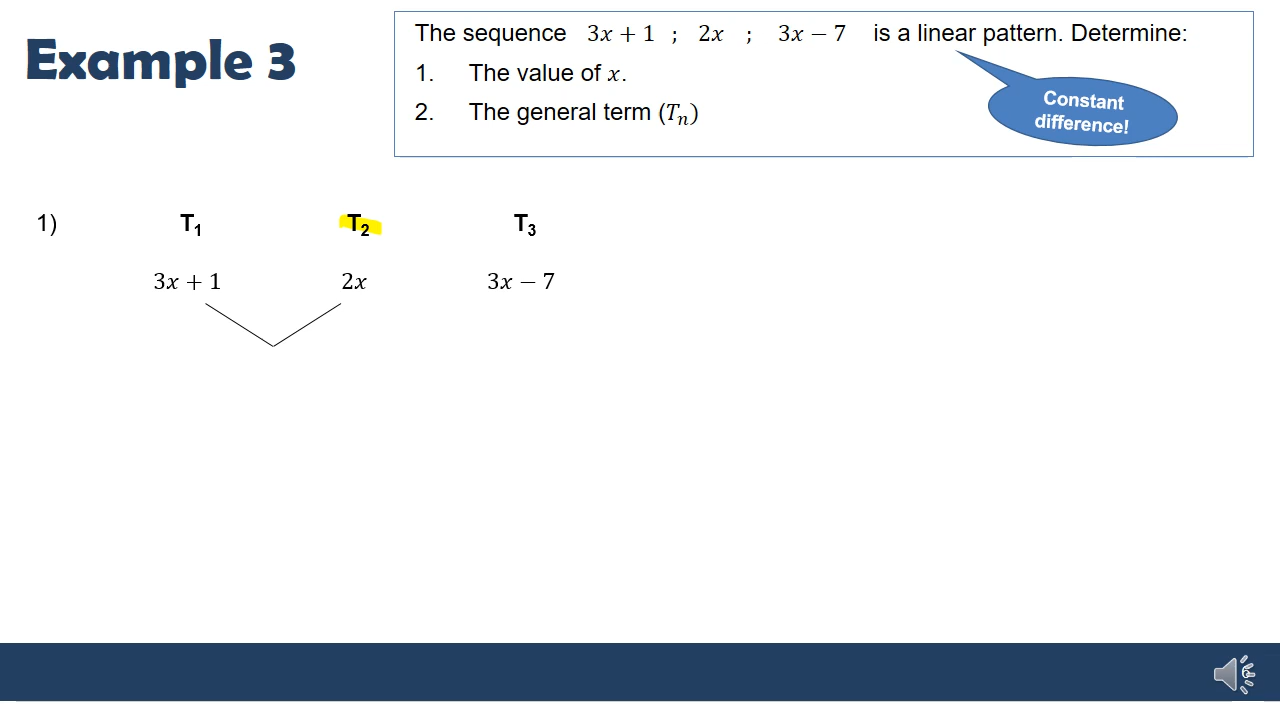 Example 3
The sequence 3x + 1 ; 2x ; 3x − 7 is a linear pattern. Determine:
1. The value of x.
2. The general term (Tₙ)
Constant
difference!
1) T₁ T₂ T₃
3x + 1 2x 3x − 7